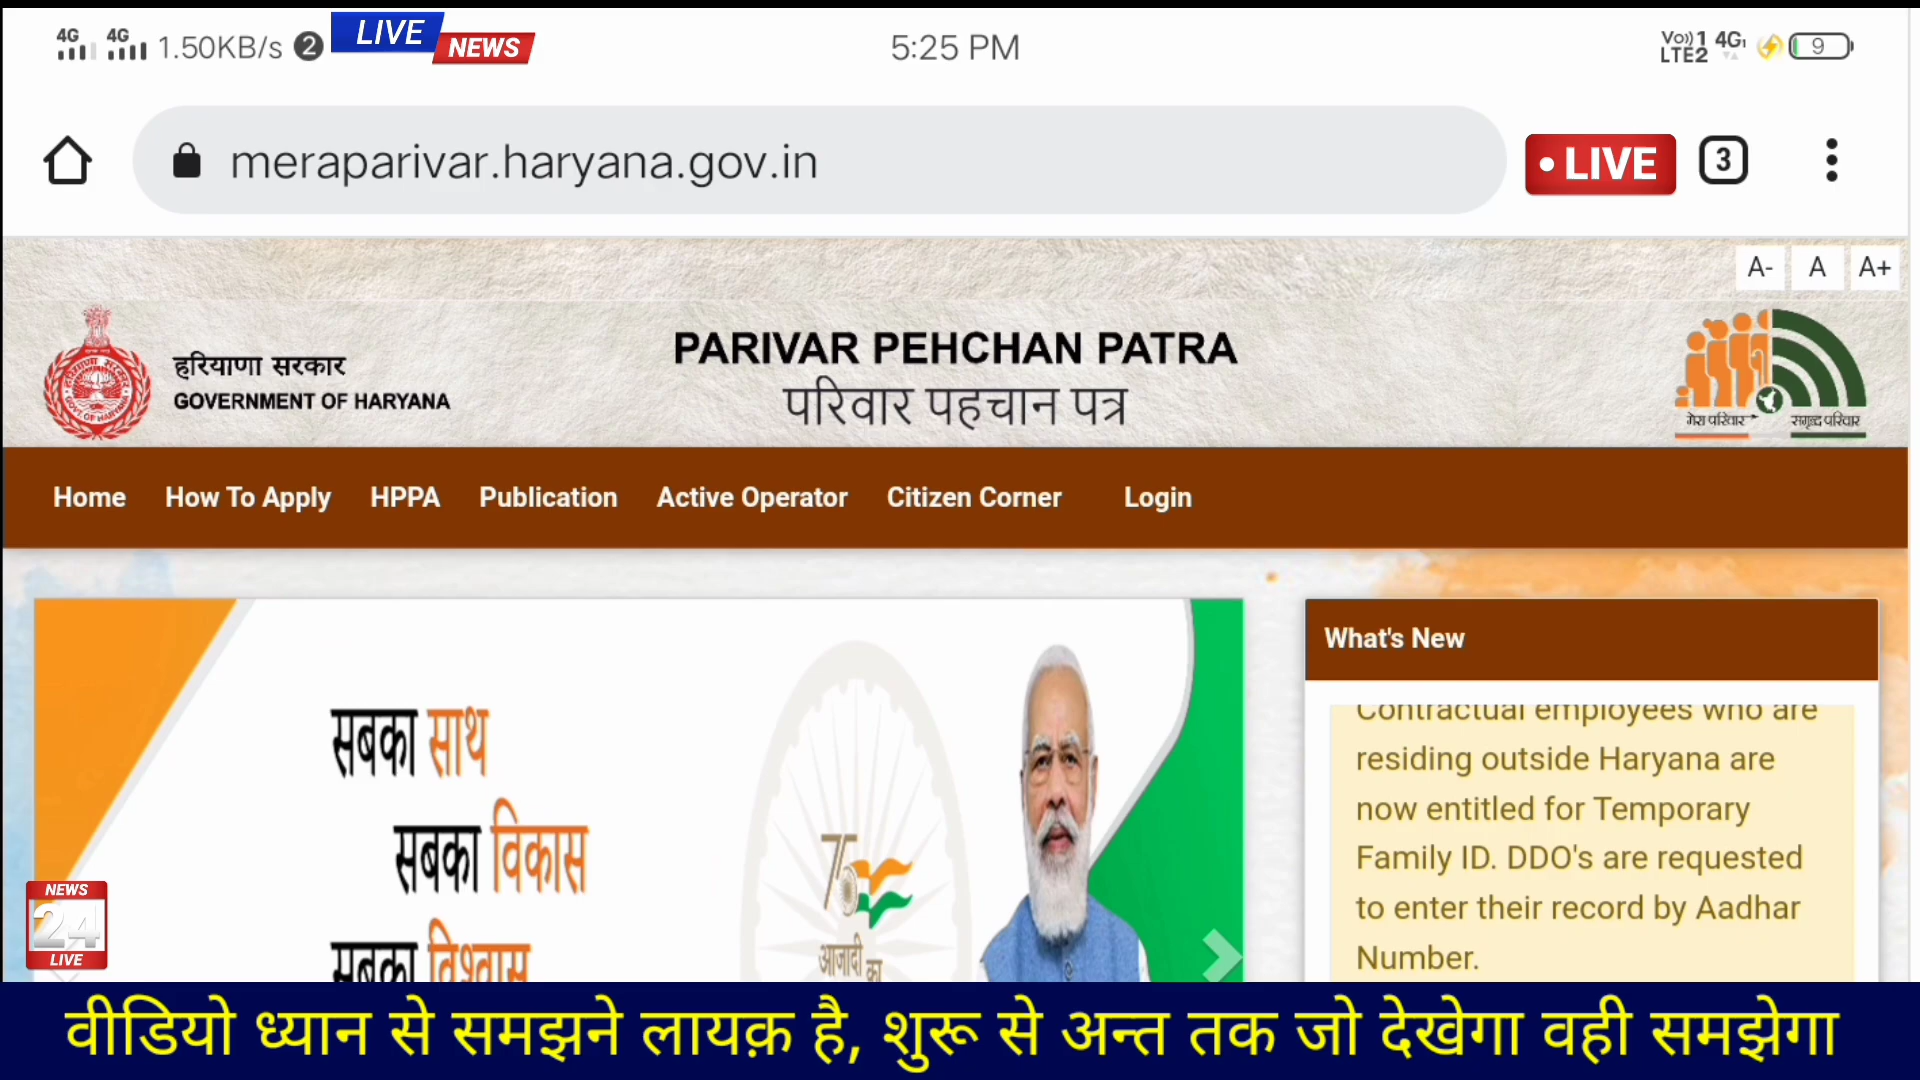 4G 4G 1.50KB/s 2
LIVE
NEWS
5:25 PM
Vo)) 1 4G
LTE2
9
meraparivar.haryana.gov.in
LIVE
3
A- A A+
हरियाणा सरकार
GOVERNMENT OF HARYANA
PARIVAR PEHCHAN PATRA
परिवार पहचान पत्र
मेरा परिवार समृद्ध परिवार
Home How To Apply HPPA Publication Active Operator Citizen Corner Login
सबका साथ
सबका विकास
सबका विश्वास
75
आजादी का
What's New
Contractual employees who are
residing outside Haryana are
now entitled for Temporary
Family ID. DDO's are requested
to enter their record by Aadhar
Number.
NEWS
24
LIVE
वीडियो ध्यान से समझने लायक़ है, शुरू से अन्त तक जो देखेगा वही समझेगा